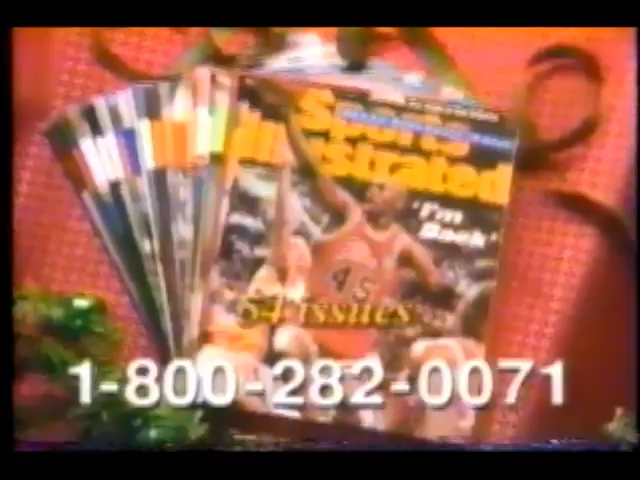 Sports
Illustrated
'I'm
Back'
45
54 issues
1-800-282-0071